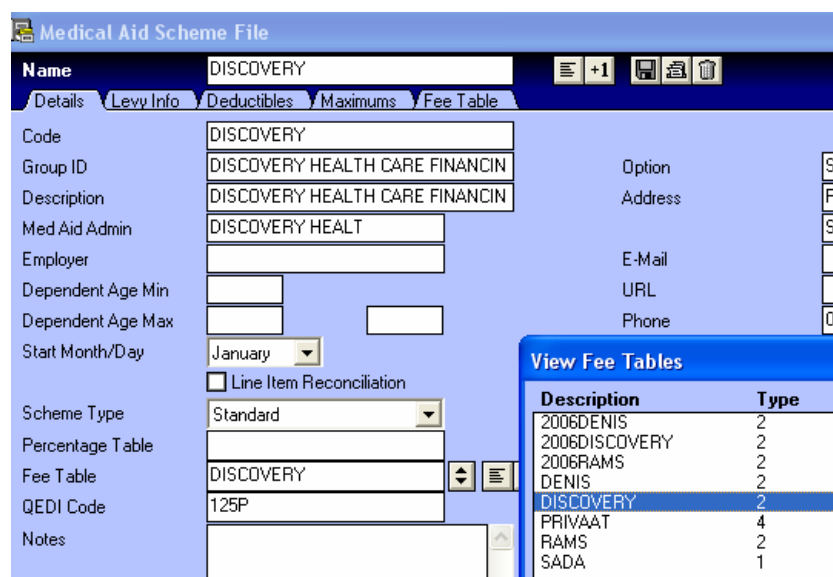 Medical Aid Scheme File
Name DISCOVERY +1
Details Levy Info Deductibles Maximums Fee Table
Code DISCOVERY
Group ID DISCOVERY HEALTH CARE FINANCIN Option S
Description DISCOVERY HEALTH CARE FINANCIN Address
Med Aid Admin DISCOVERY HEALT S
Employer E-Mail
Dependent Age Min URL
Dependent Age Max Phone
Start Month/Day January
Line Item Reconciliation
Scheme Type Standard
Percentage Table
Fee Table DISCOVERY
QEDI Code 125P
Notes
View Fee Tables
Description Type
2006DENIS 2
2006DISCOVERY 2
2006RAMS 2
DENIS 2
DISCOVERY 2
PRIVAAT 4
RAMS 2
SADA 1